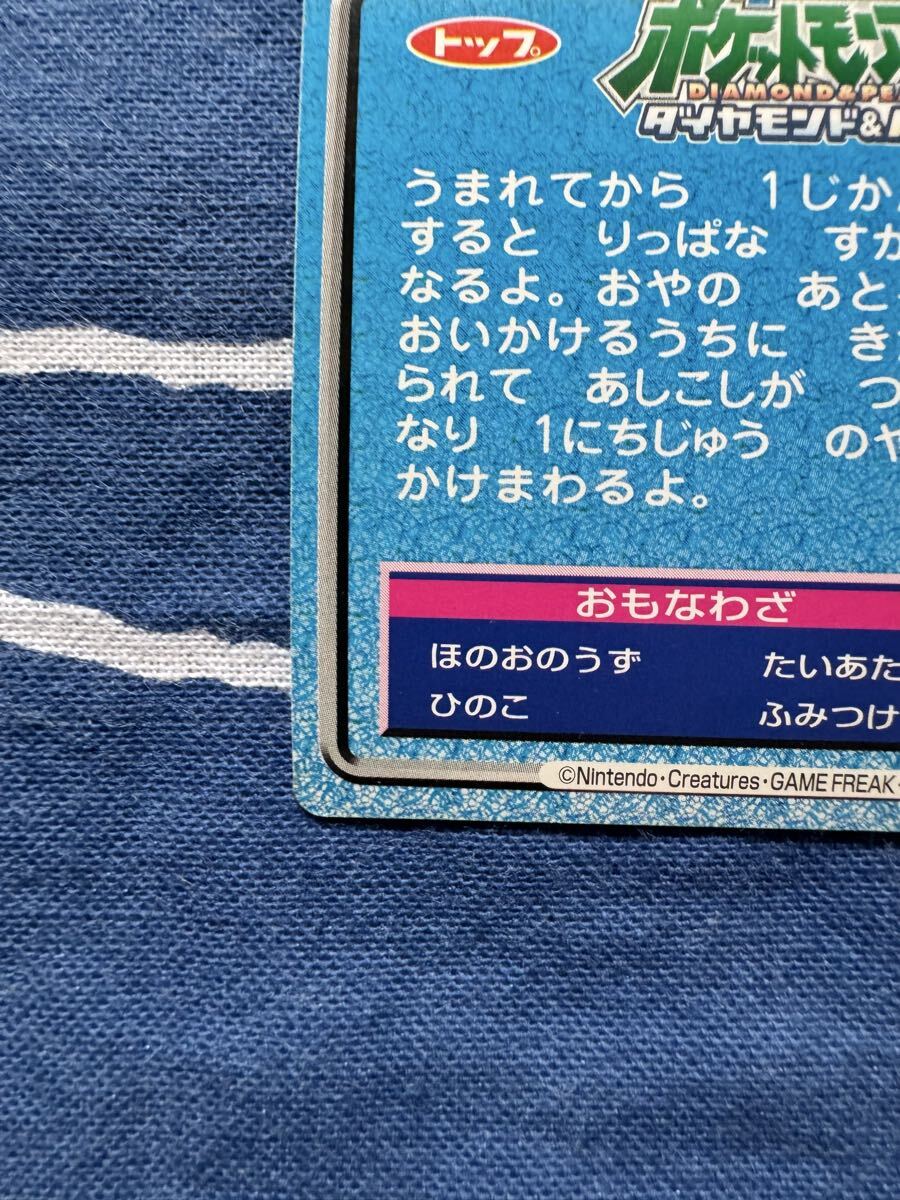 トップ®
ポケットモン
DIAMOND & PE
ダイヤモンド&
うまれてから 1じか
すると りっぱな すが
なるよ。おやの あと
おいかけるうちに き
られて あしこしが つ
なり 1にちじゅう のや
かけまわるよ。
おもなわざ
ほのおのうず たいあた
ひのこ ふみつけ
©Nintendo・Creatures・GAME FREAK・